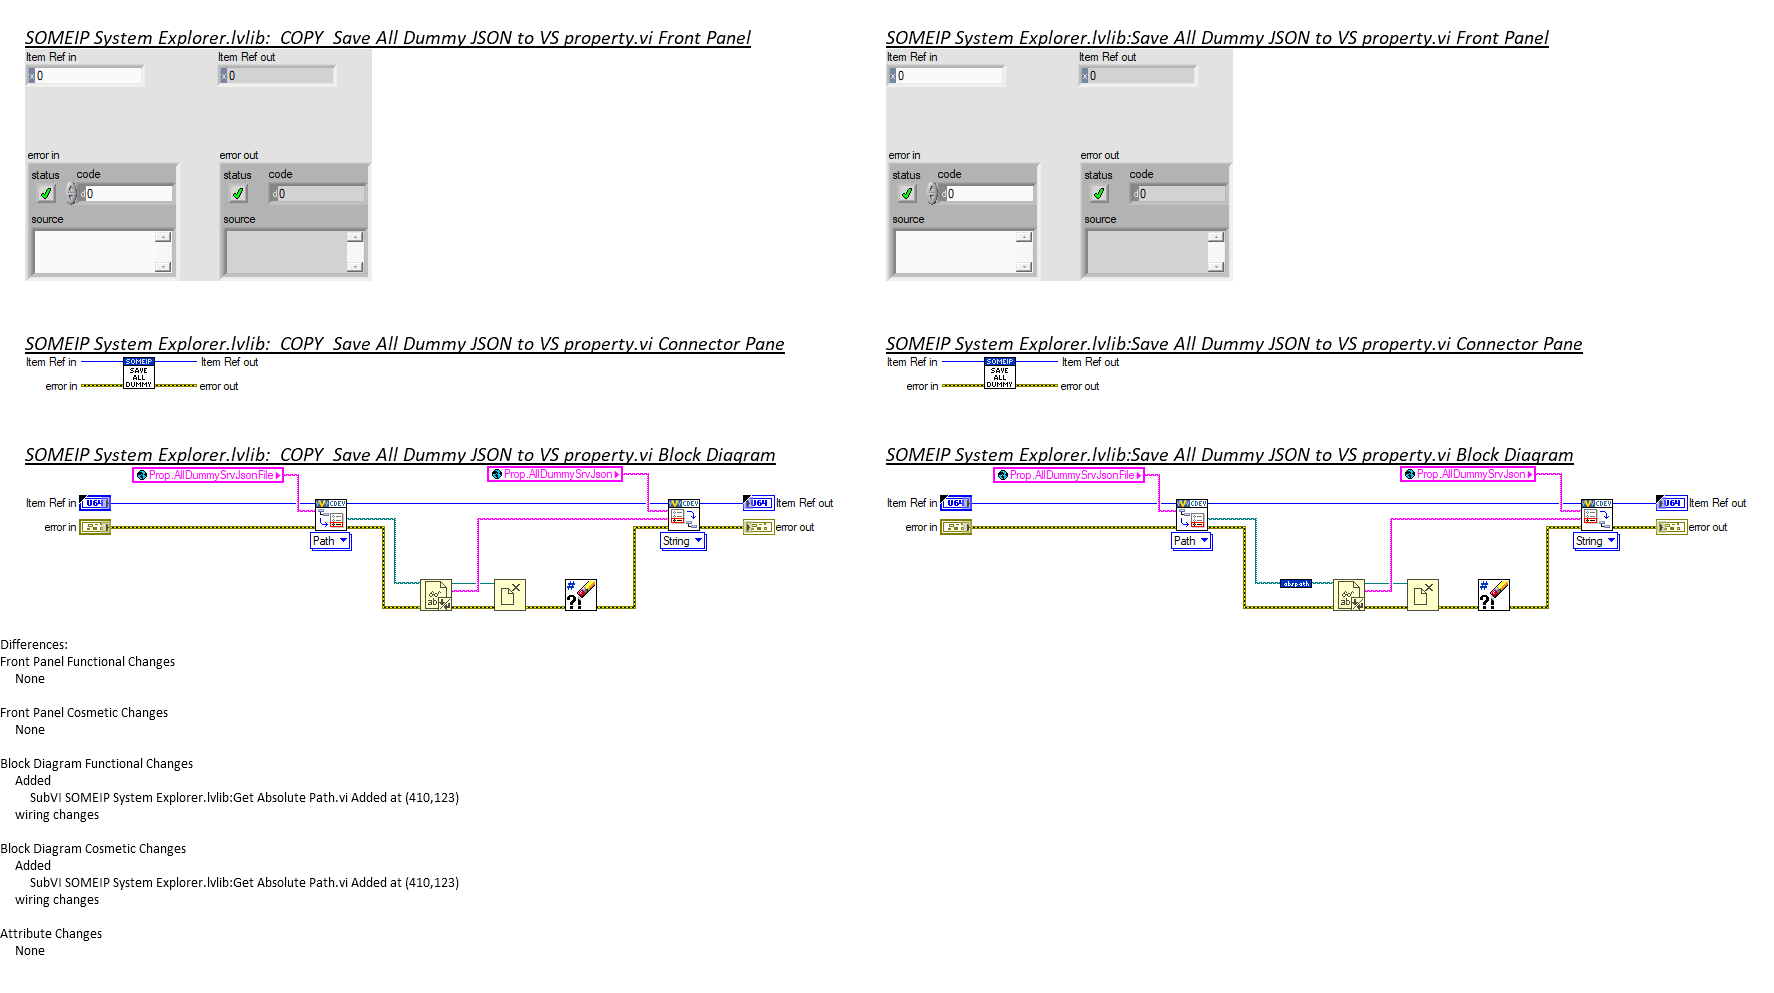 SOMEIP System Explorer.lvlib:  COPY  Save All Dummy JSON to VS property.vi Front Panel
Item Ref in
Item Ref out
x 0
x 0
error in
error out
status
code
status
code
d 0
d 0
source
source
SOMEIP System Explorer.lvlib:  COPY  Save All Dummy JSON to VS property.vi Connector Pane
Item Ref in
SOMEIP
SAVE
ALL
DUMMY
Item Ref out
error in
error out
SOMEIP System Explorer.lvlib:  COPY  Save All Dummy JSON to VS property.vi Block Diagram
Prop.AllDummySrvJsonFile
Prop.AllDummySrvJson
Item Ref in
U64
CDEV
CDEV
U64
Item Ref out
error in
error out
Path
String
ab
#
?!
SOMEIP System Explorer.lvlib:Save All Dummy JSON to VS property.vi Front Panel
Item Ref in
Item Ref out
x 0
x 0
error in
error out
status
code
status
code
d 0
d 0
source
source
SOMEIP System Explorer.lvlib:Save All Dummy JSON to VS property.vi Connector Pane
Item Ref in
SOMEIP
SAVE
ALL
DUMMY
Item Ref out
error in
error out
SOMEIP System Explorer.lvlib:Save All Dummy JSON to VS property.vi Block Diagram
Prop.AllDummySrvJsonFile
Prop.AllDummySrvJson
Item Ref in
U64
CDEV
CDEV
U64
Item Ref out
error in
error out
Path
String
abspath
ab
#
?!
Differences:
Front Panel Functional Changes
None
Front Panel Cosmetic Changes
None
Block Diagram Functional Changes
Added
SubVI SOMEIP System Explorer.lvlib:Get Absolute Path.vi Added at (410,123)
wiring changes
Block Diagram Cosmetic Changes
Added
SubVI SOMEIP System Explorer.lvlib:Get Absolute Path.vi Added at (410,123)
wiring changes
Attribute Changes
None